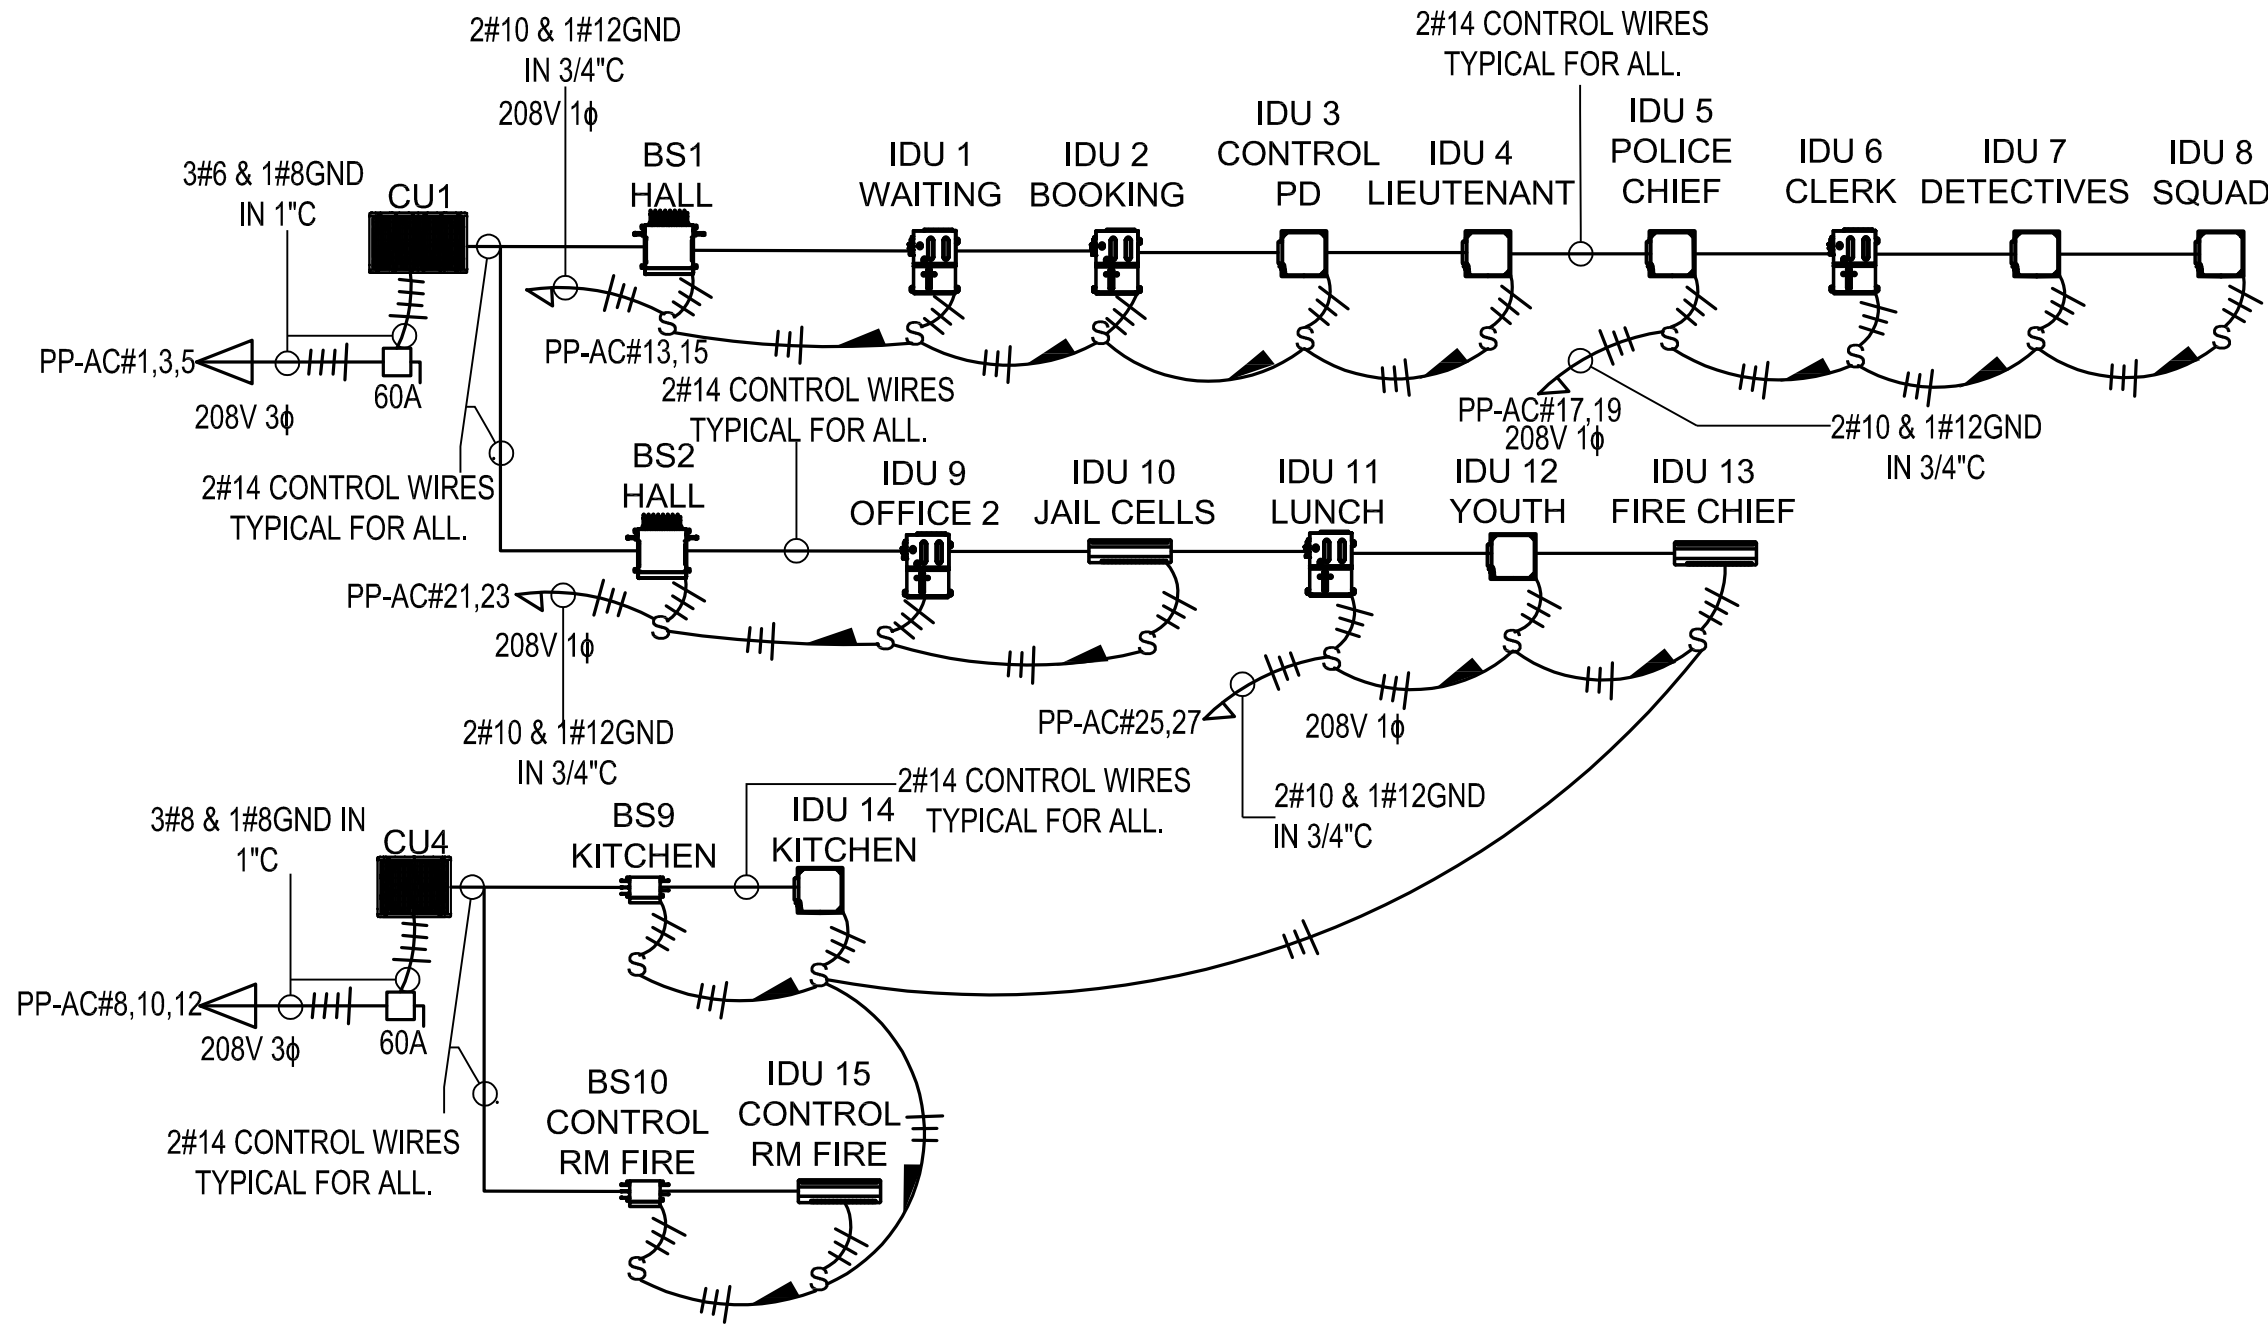 2#10 & 1#12GND
IN 3/4"C
208V 1ϕ
2#14 CONTROL WIRES
TYPICAL FOR ALL.
3#6 & 1#8GND
IN 1"C
CU1
BS1
HALL
IDU 1
WAITING
IDU 2
BOOKING
IDU 3
CONTROL
PD
IDU 4
LIEUTENANT
IDU 5
POLICE
CHIEF
IDU 6
CLERK
IDU 7
DETECTIVES
IDU 8
SQUAD
S
S
S
S
S
S
S
S
S
PP-AC#1,3,5
208V 3ϕ
60A
PP-AC#13,15
2#14 CONTROL WIRES
TYPICAL FOR ALL.
PP-AC#17,19
208V 1ϕ
2#10 & 1#12GND
IN 3/4"C
2#14 CONTROL WIRES
TYPICAL FOR ALL.
BS2
HALL
IDU 9
OFFICE 2
IDU 10
JAIL CELLS
IDU 11
LUNCH
IDU 12
YOUTH
IDU 13
FIRE CHIEF
S
S
S
S
S
S
PP-AC#21,23
208V 1ϕ
2#10 & 1#12GND
IN 3/4"C
PP-AC#25,27
208V 1ϕ
2#10 & 1#12GND
IN 3/4"C
2#14 CONTROL WIRES
TYPICAL FOR ALL.
3#8 & 1#8GND IN
1"C
CU4
BS9
KITCHEN
IDU 14
KITCHEN
S
S
PP-AC#8,10,12
208V 3ϕ
60A
2#14 CONTROL WIRES
TYPICAL FOR ALL.
BS10
CONTROL
RM FIRE
IDU 15
CONTROL
RM FIRE
S
S